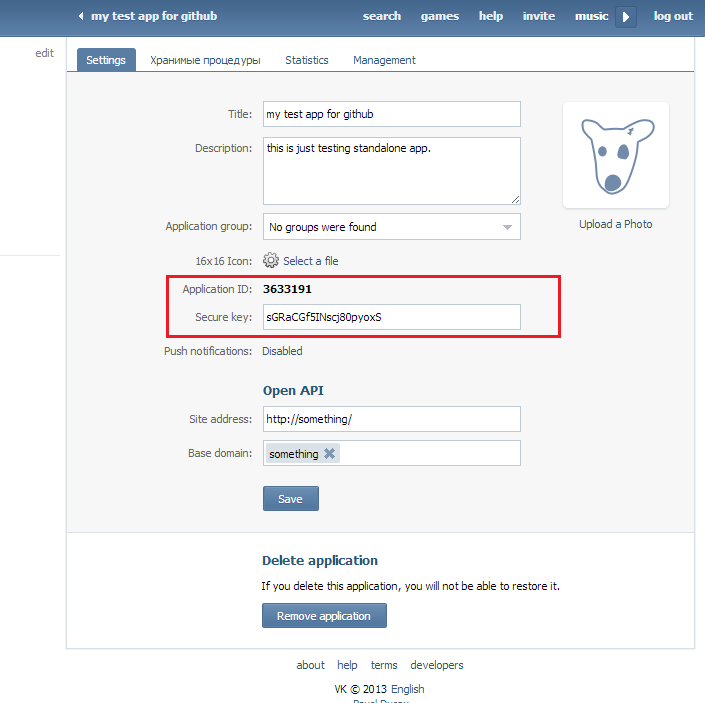 my test app for github search games help invite music log out
edit
Settings Хранимые процедуры Statistics Management
Title: my test app for github
Description: this is just testing standalone app.
Application group: No groups were found
Upload a Photo
16x16 Icon: Select a file
Application ID: 3633191
Secure key: sGRaCGf5INscj80pyoxS
Push notifications: Disabled
Open API
Site address: http://something/
Base domain: something
Save
Delete application
If you delete this application, you will not be able to restore it.
Remove application
about help terms developers
VK © 2013 English